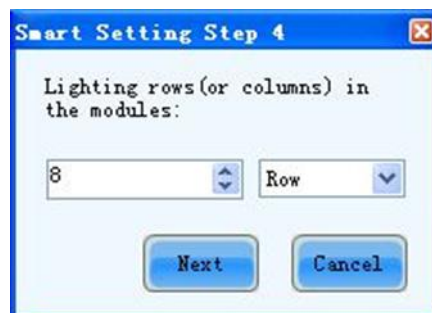 Smart Setting Step 4
Lighting rows(or columns) in
the modules:
8 Row
Next Cancel